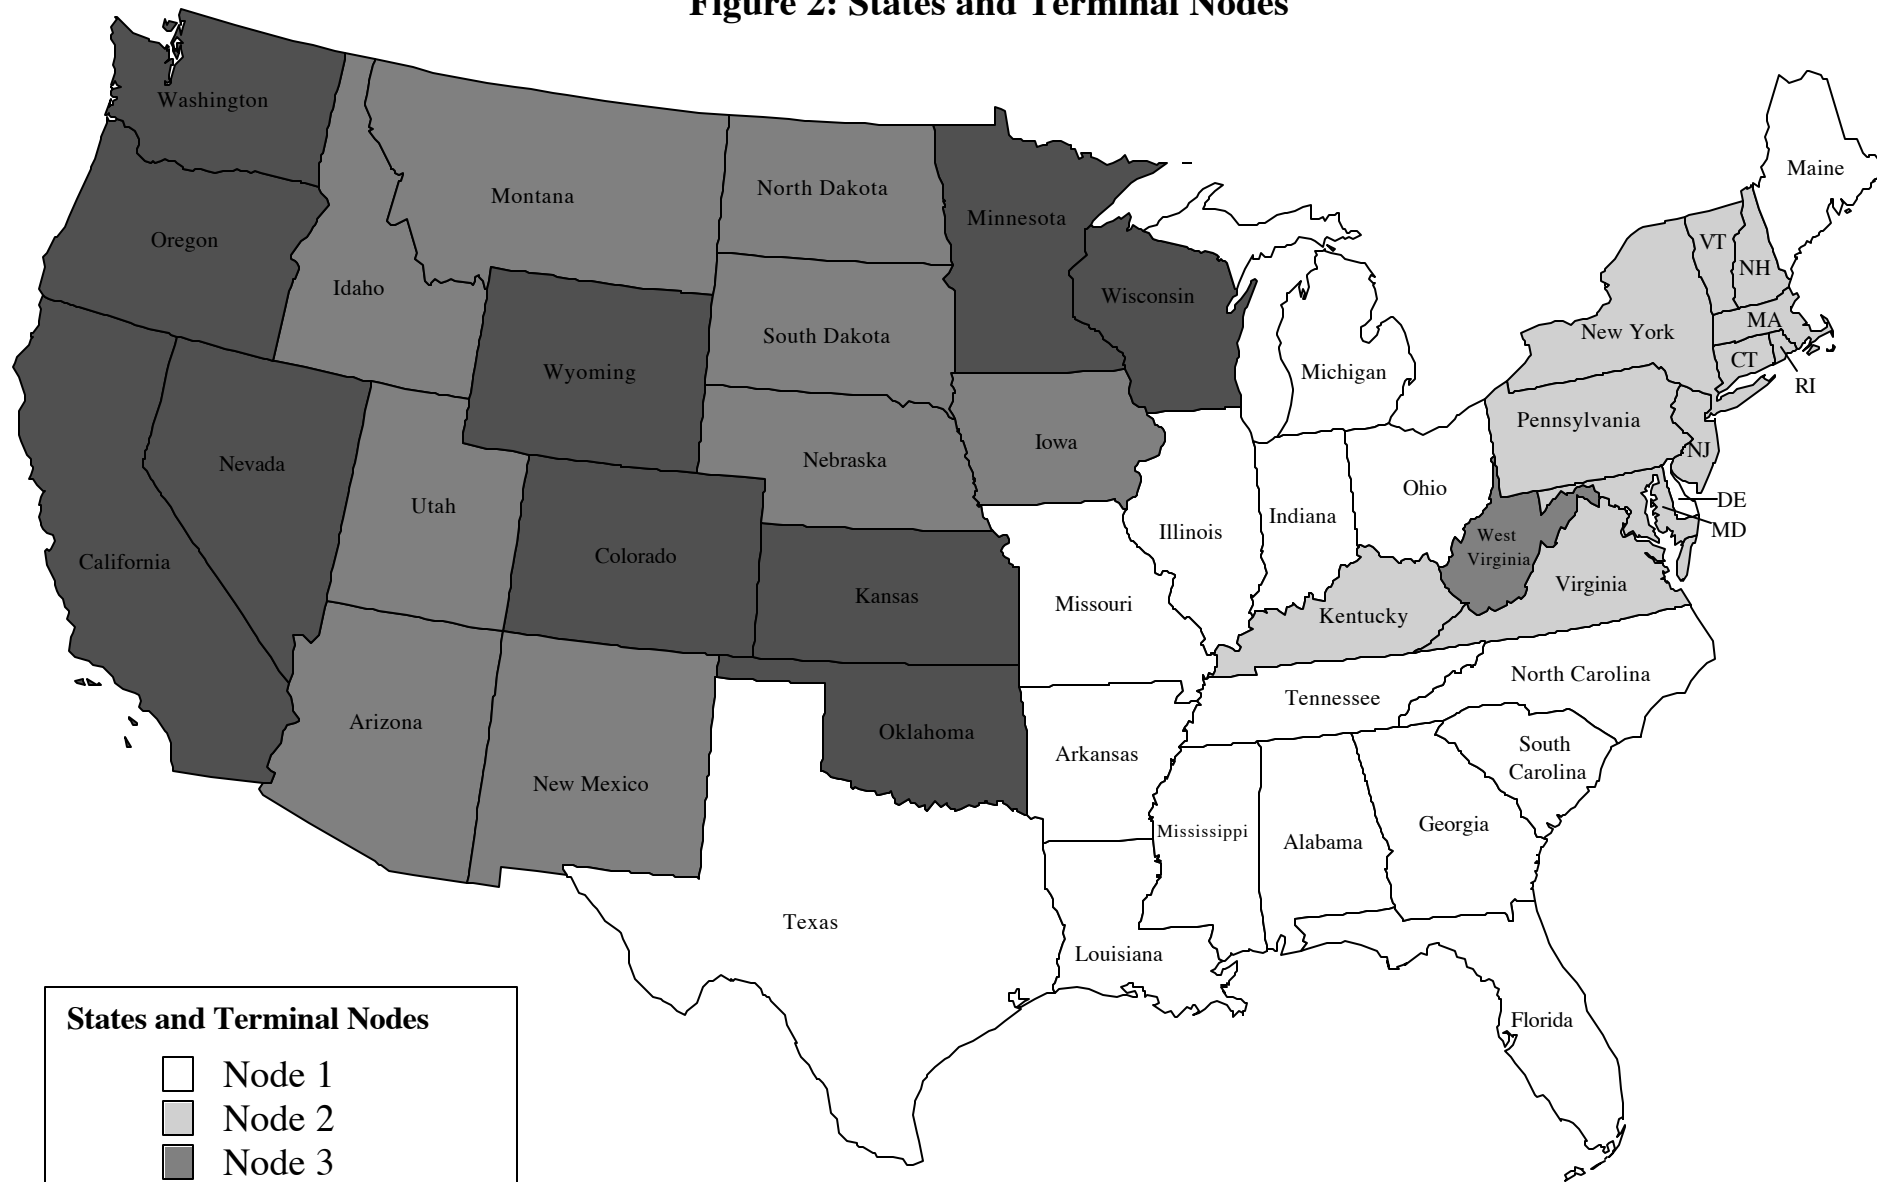 Figure 2: States and Terminal Nodes
Washington
Maine
Montana
North Dakota
Minnesota
Oregon
VT
NH
Idaho
Wisconsin
MA
New York
South Dakota
CT
Wyoming
Michigan
RI
Pennsylvania
Iowa
NJ
Nevada
Nebraska
Ohio
DE
Utah
Indiana
MD
Illinois
West
Virginia
Colorado
California
Virginia
Kansas
Missouri
Kentucky
North Carolina
Tennessee
Arizona
Oklahoma
South
Carolina
Arkansas
New Mexico
Georgia
Mississippi
Alabama
Texas
Louisiana
Florida
States and Terminal Nodes
Node 1
Node 2
Node 3